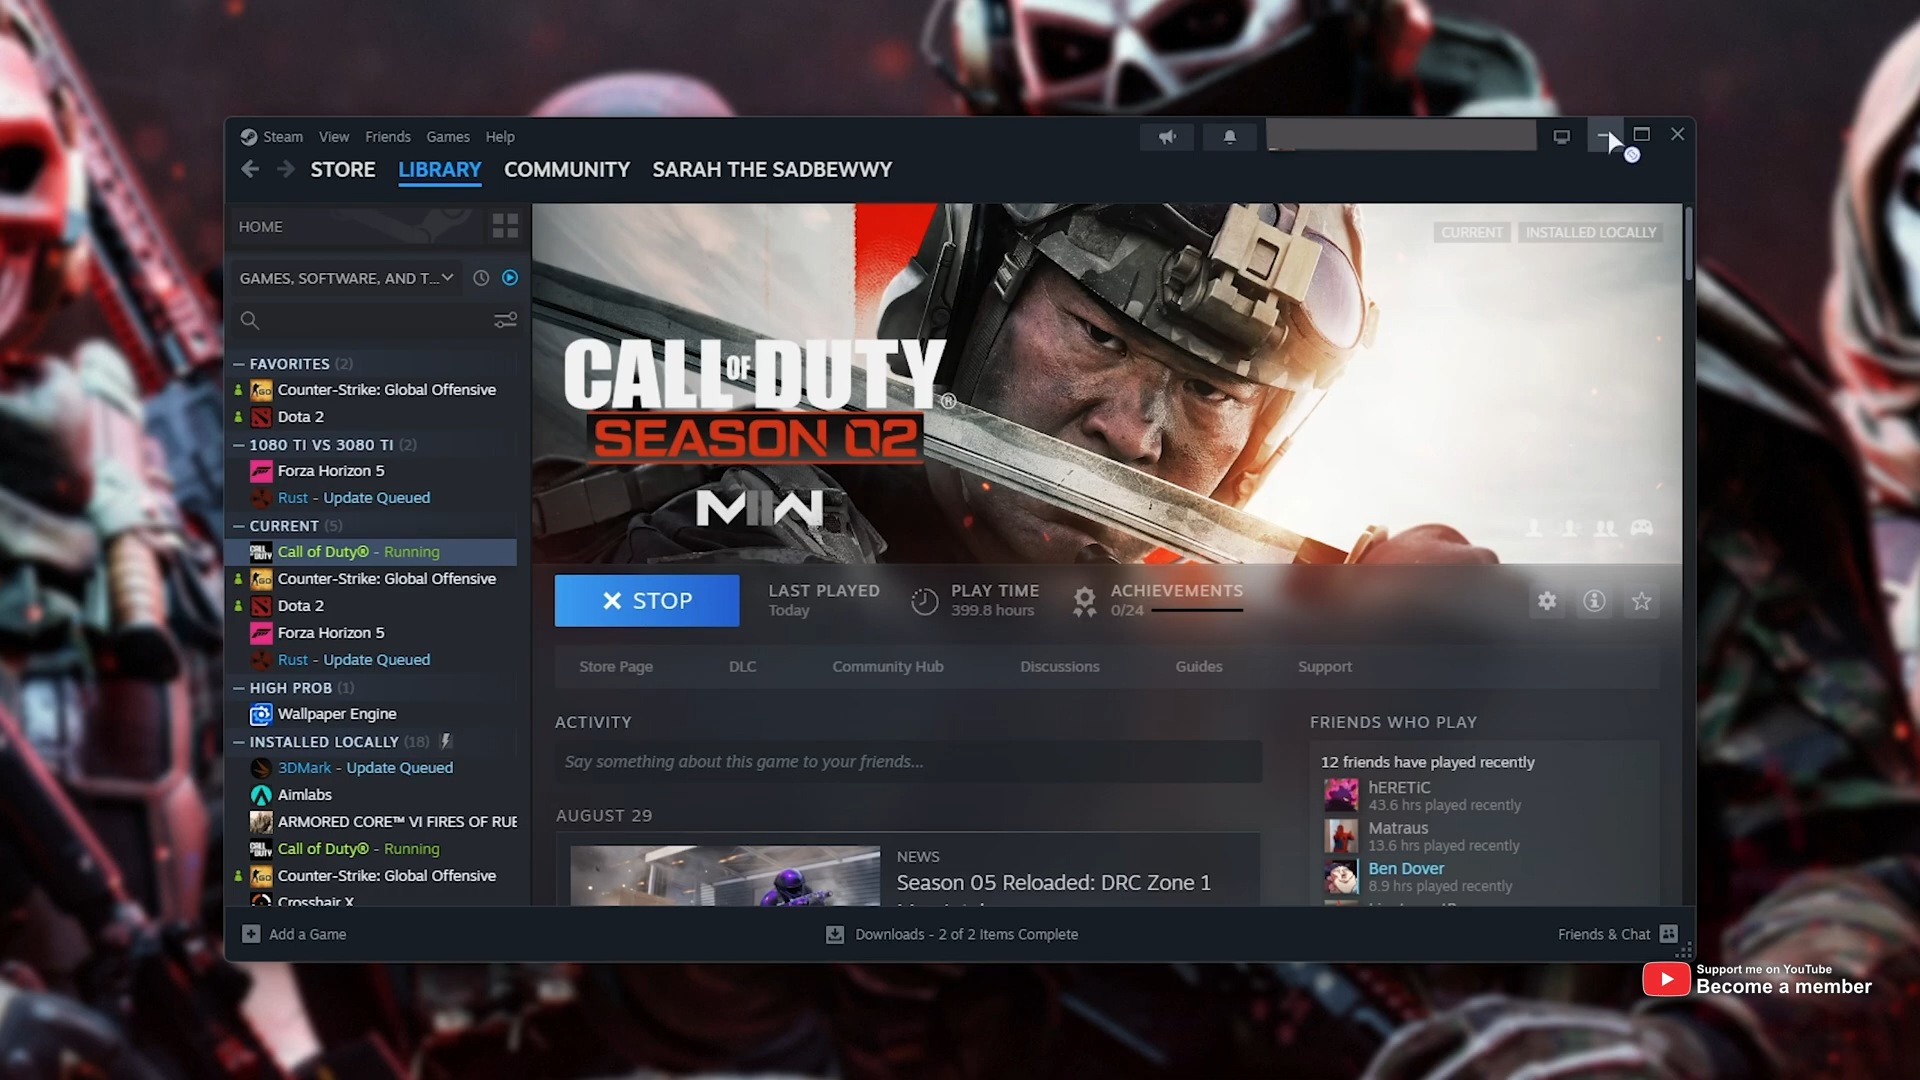 Steam View Friends Games Help
STORE LIBRARY COMMUNITY SARAH THE SADBEWWY
HOME
GAMES, SOFTWARE, AND T...
FAVORITES (2)
Counter-Strike: Global Offensive
Dota 2
1080 TI VS 3080 TI (2)
Forza Horizon 5
Rust - Update Queued
CURRENT (5)
Call of Duty® - Running
Counter-Strike: Global Offensive
Dota 2
Forza Horizon 5
Rust - Update Queued
HIGH PROB (1)
Wallpaper Engine
INSTALLED LOCALLY (18)
3DMark - Update Queued
Aimlabs
ARMORED CORE™ VI FIRES OF RUB
Call of Duty® - Running
Counter-Strike: Global Offensive
Crosshair X
CURRENT INSTALLED LOCALLY
CALL OF DUTY®
SEASON 02
MWII
STOP
LAST PLAYED
Today
PLAY TIME
399.8 hours
ACHIEVEMENTS
0/24
Store Page DLC Community Hub Discussions Guides Support
ACTIVITY
Say something about this game to your friends...
AUGUST 29
NEWS
Season 05 Reloaded: DRC Zone 1
FRIENDS WHO PLAY
12 friends have played recently
hERETiC
43.6 hrs played recently
Matraus
13.6 hrs played recently
Ben Dover
8.9 hrs played recently
Add a Game
Downloads - 2 of 2 Items Complete
Friends & Chat
Support me on YouTube
Become a member